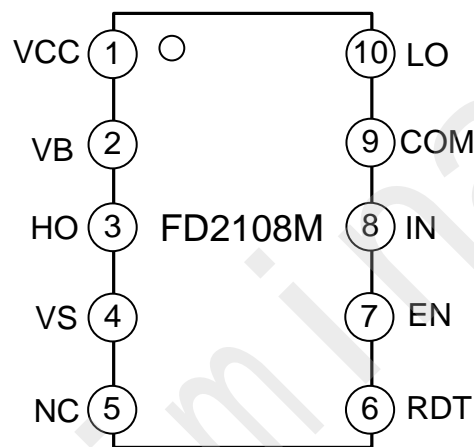 VCC 1 10 LO
VB 2 9 COM
HO 3 FD2108M 8 IN
VS 4 7 EN
NC 5 6 RDT